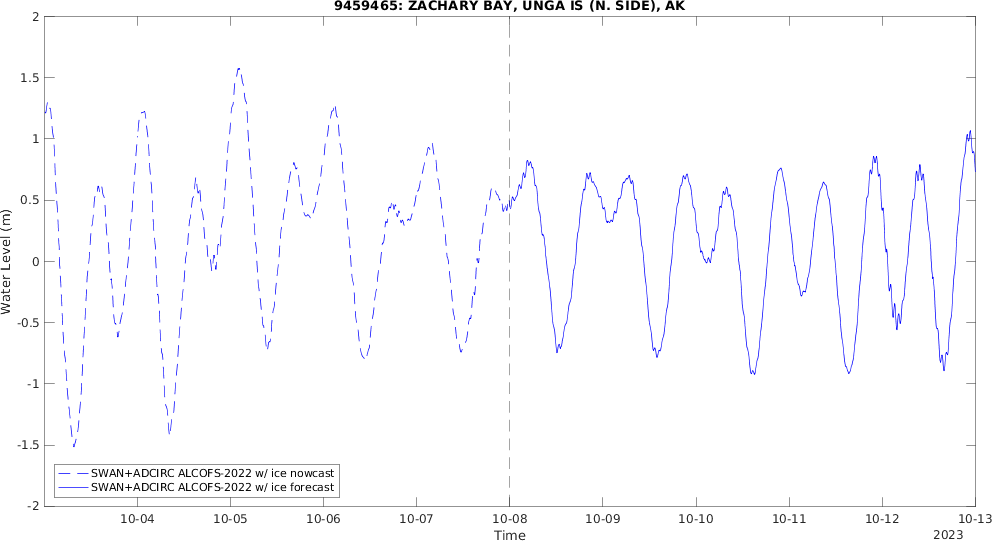 9459465: ZACHARY BAY, UNGA IS (N. SIDE), AK
2
1.5
1
0.5
0
-0.5
-1
-1.5
-2
Water Level (m)
SWAN+ADCIRC ALCOFS-2022 w/ ice nowcast
SWAN+ADCIRC ALCOFS-2022 w/ ice forecast
10-04 10-05 10-06 10-07 10-08 10-09 10-10 10-11 10-12 10-13
Time
2023